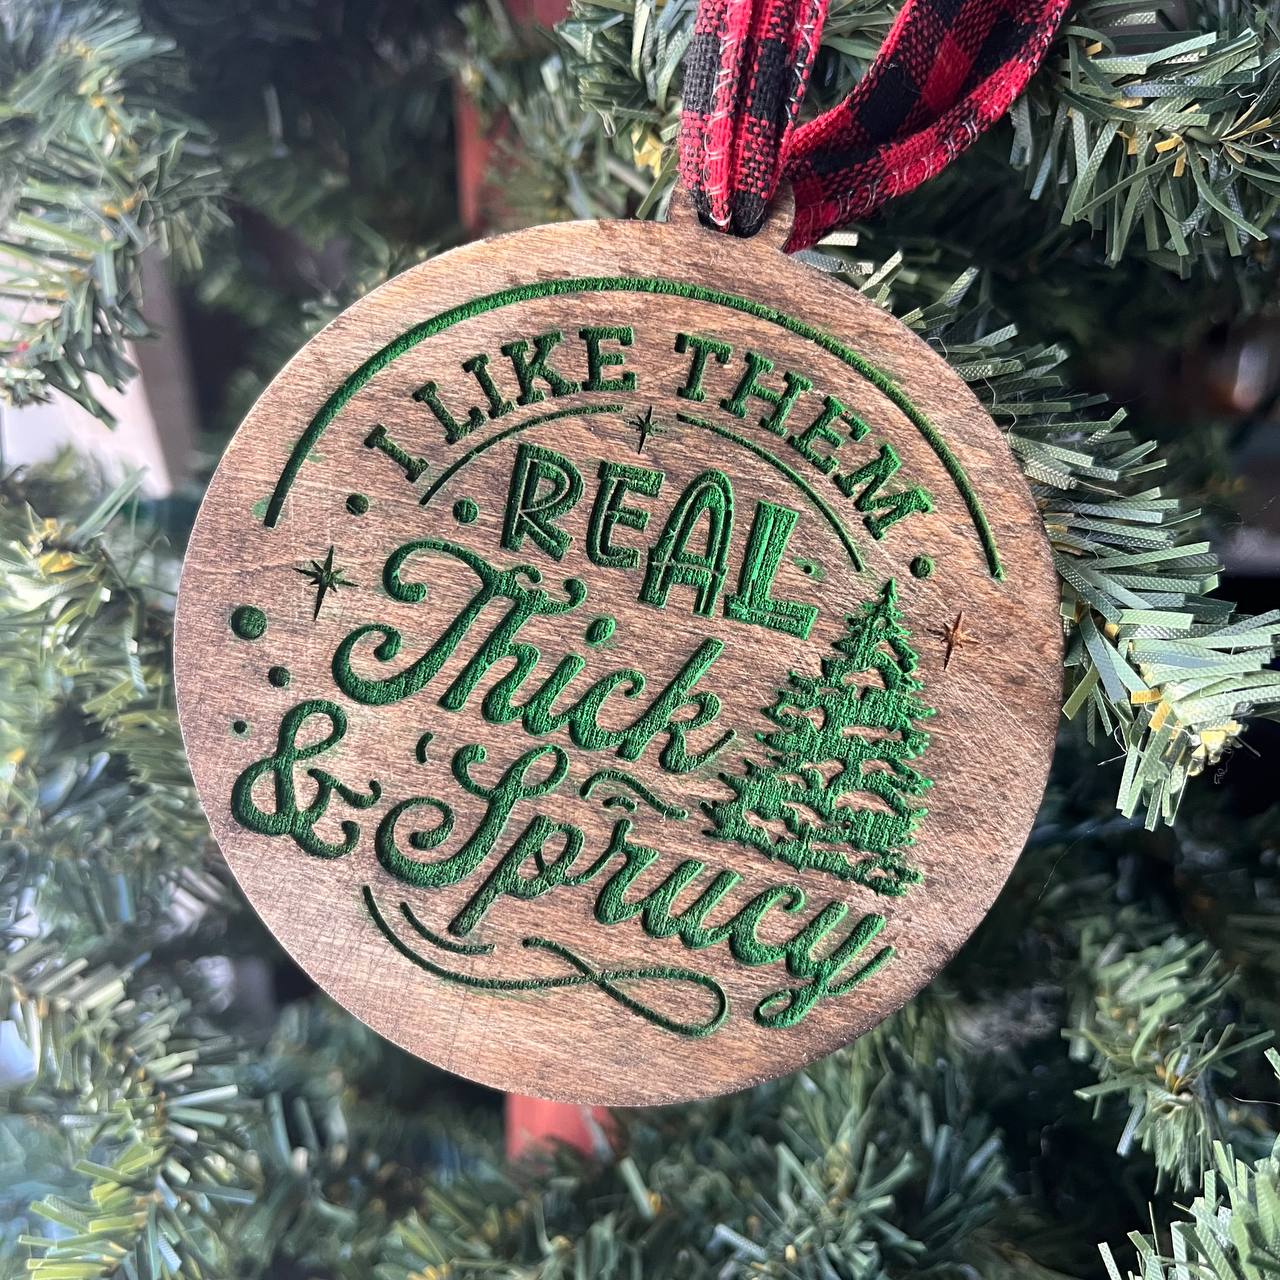 I LIKE THEM
REAL
Thick
& Sprucy